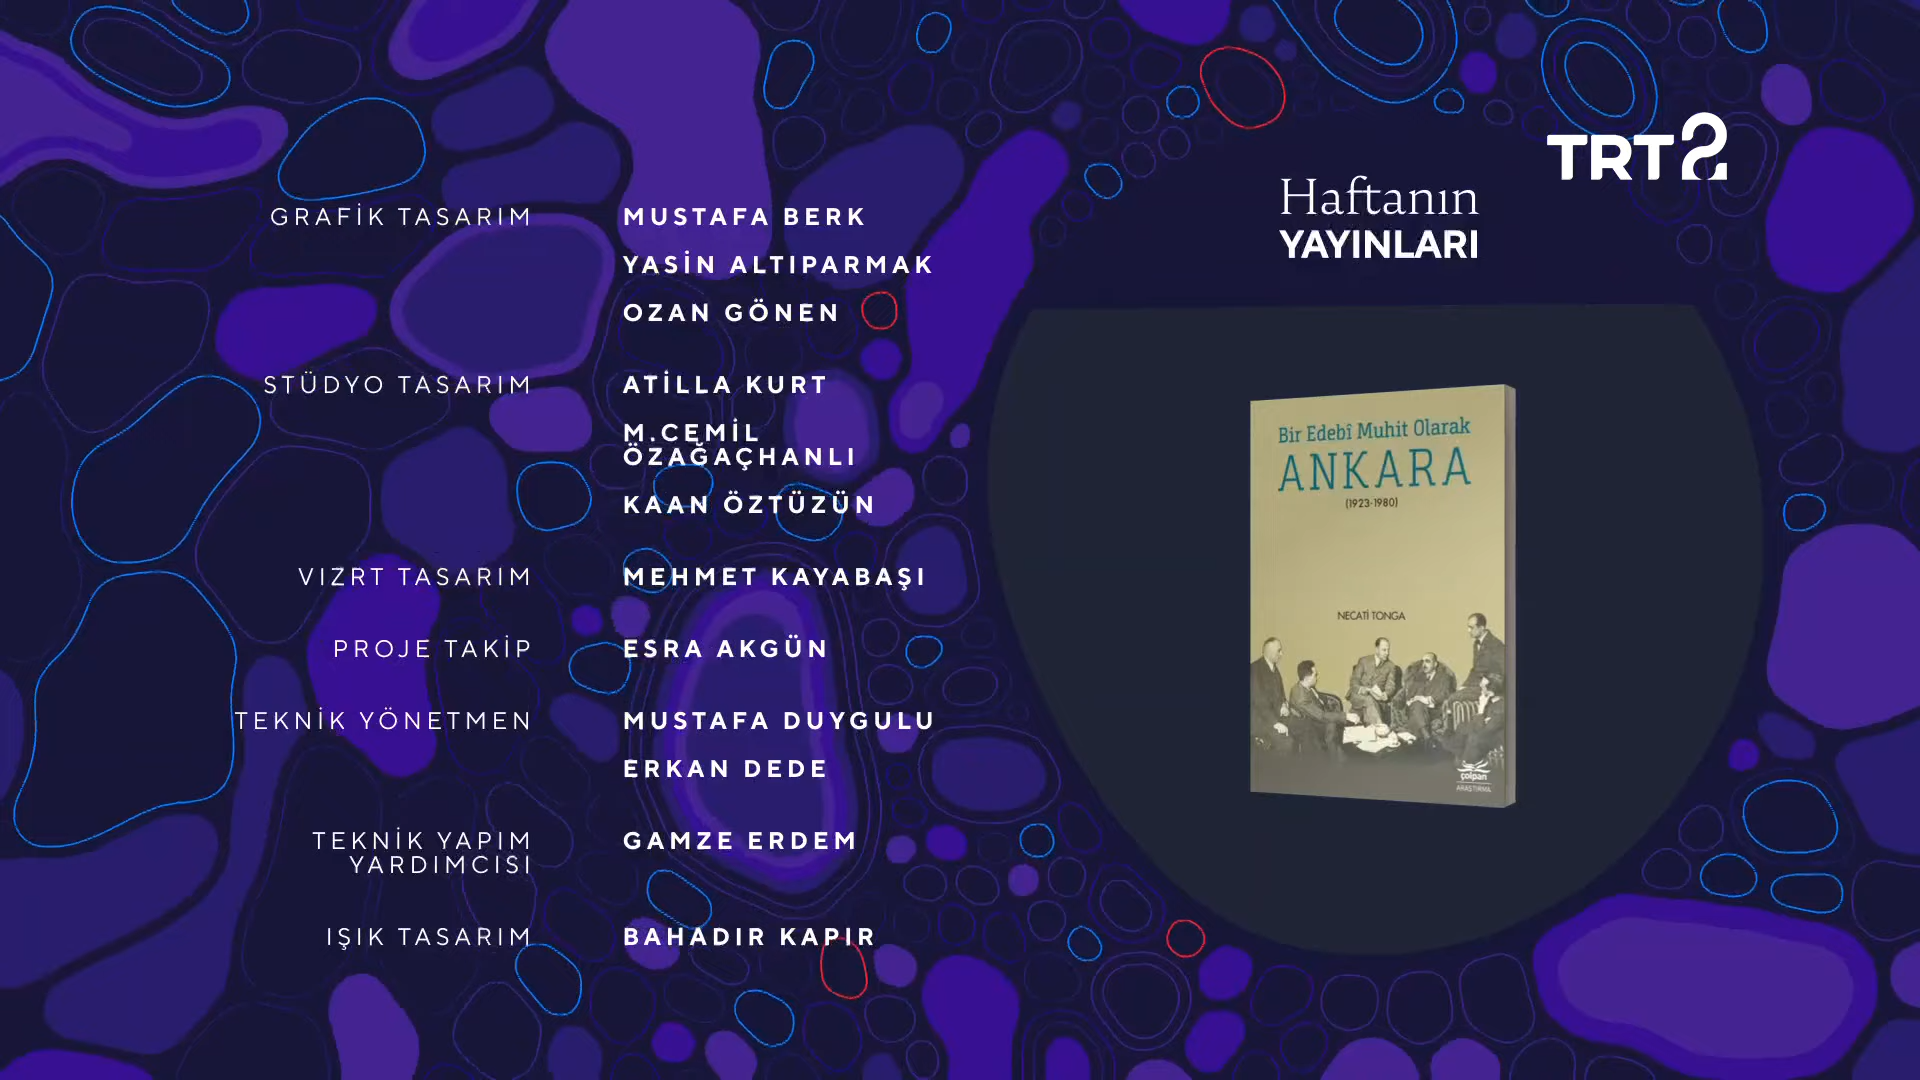 GRAFİK TASARIM
MUSTAFA BERK
YASİN ALTIPARMAK
OZAN GÖNEN
STÜDYO TASARIM
ATİLLA KURT
M.CEMİL
ÖZAĞAÇHANLI
KAAN ÖZTÜZÜN
VIZRT TASARIM
MEHMET KAYABAŞI
PROJE TAKİP
ESRA AKGÜN
TEKNİK YÖNETMEN
MUSTAFA DUYGULU
ERKAN DEDE
TEKNİK YAPIM
YARDIMCISI
GAMZE ERDEM
IŞIK TASARIM
BAHADIR KAPIR
TRT2
Haftanın
YAYINLARI
Bir Edebî Muhit Olarak
ANKARA
(1923-1980)
NECATİ TONGA
çolpan
ARAŞTIRMA